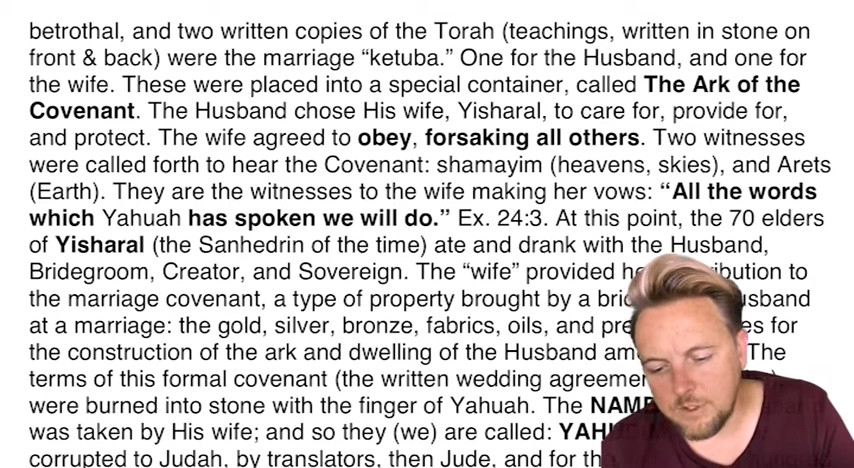 betrothal, and two written copies of the Torah (teachings, written in stone on
front & back) were the marriage “ketuba.” One for the Husband, and one for
the wife. These were placed into a special container, called The Ark of the
Covenant. The Husband chose His wife, Yisharal, to care for, provide for,
and protect. The wife agreed to obey, forsaking all others. Two witnesses
were called forth to hear the Covenant: shamayim (heavens, skies), and Arets
(Earth). They are the witnesses to the wife making her vows: “All the words
which Yahuah has spoken we will do.” Ex. 24:3. At this point, the 70 elders
of Yisharal (the Sanhedrin of the time) ate and drank with the Husband,
Bridegroom, Creator, and Sovereign. The “wife” provided to
the marriage covenant, a type of property brought by a
at a marriage: the gold, silver, bronze, fabrics, oils, and for
the construction of the ark and dwelling of the Husband The
terms of this formal covenant (the written wedding
were burned into stone with the finger of Yahuah. The
was taken by His wife; and so they (we) are called:
corrupted to Judah, by translators, then Jude, and for